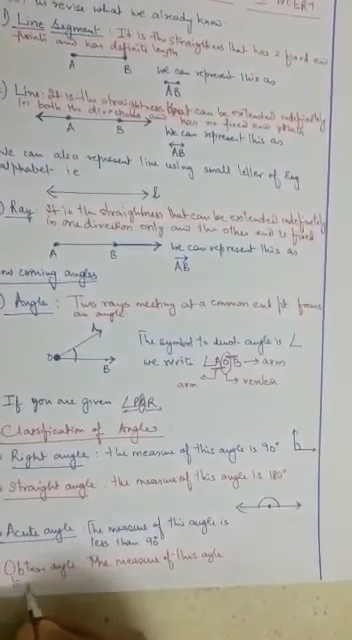 to revise what we already know.
1) Line segment: It is the straightness that has 2 fixed end
points and has definite length
A B we can represent this as
AB
Line: It is the straightness that can be extended indefinitely
in both the directions and has no fixed end points
A B We can represent this as
AB
We can also represent line using small letter of Eng
alphabet - ie
l
Ray: It is the straightness that can be extended indefinitely
in one direction only and the other end is fixed
A B we can represent this as
AB
now coming angles
Angle: Two rays meeting at a common end pt forms
an angle.
A
O
B
The symbol to denote angle is ∠
we write ∠AOB → arm
arm vertex
If you are given ∠PQR
Classification of Angles
Right angle: the measure of this angle is 90°
Straight angle: the measure of this angle is 180°
Acute angle: The measure of this angle is
less than 90°
Obtuse angle The measure of this agle